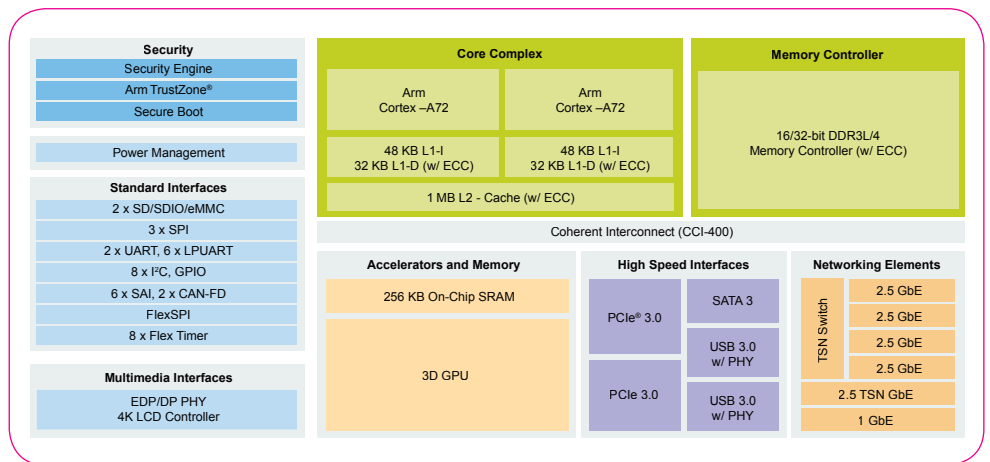 Security
Security Engine
Arm TrustZone®
Secure Boot
Power Management
Standard Interfaces
2 x SD/SDIO/eMMC
3 x SPI
2 x UART, 6 x LPUART
8 x I²C, GPIO
6 x SAI, 2 x CAN-FD
FlexSPI
8 x Flex Timer
Multimedia Interfaces
EDP/DP PHY
4K LCD Controller
Core Complex
Arm
Cortex –A72
Arm
Cortex –A72
48 KB L1-I
32 KB L1-D (w/ ECC)
48 KB L1-I
32 KB L1-D (w/ ECC)
1 MB L2 - Cache (w/ ECC)
Memory Controller
16/32-bit DDR3L/4
Memory Controller (w/ ECC)
Coherent Interconnect (CCI-400)
Accelerators and Memory
256 KB On-Chip SRAM
3D GPU
High Speed Interfaces
PCIe® 3.0
PCIe 3.0
SATA 3
USB 3.0
w/ PHY
USB 3.0
w/ PHY
Networking Elements
TSN Switch
2.5 GbE
2.5 GbE
2.5 GbE
2.5 GbE
2.5 TSN GbE
1 GbE